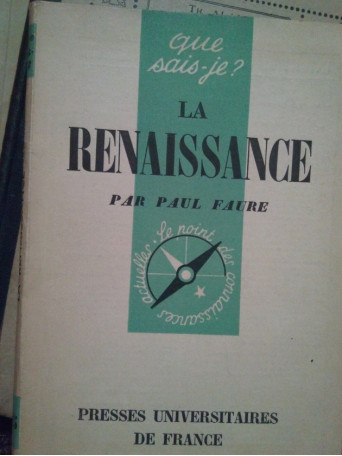 que
sais-je?
LA
RENAISSANCE
PAR PAUL FAURE
le point des connaissances actuelles
PRESSES UNIVERSITAIRES
DE FRANCE